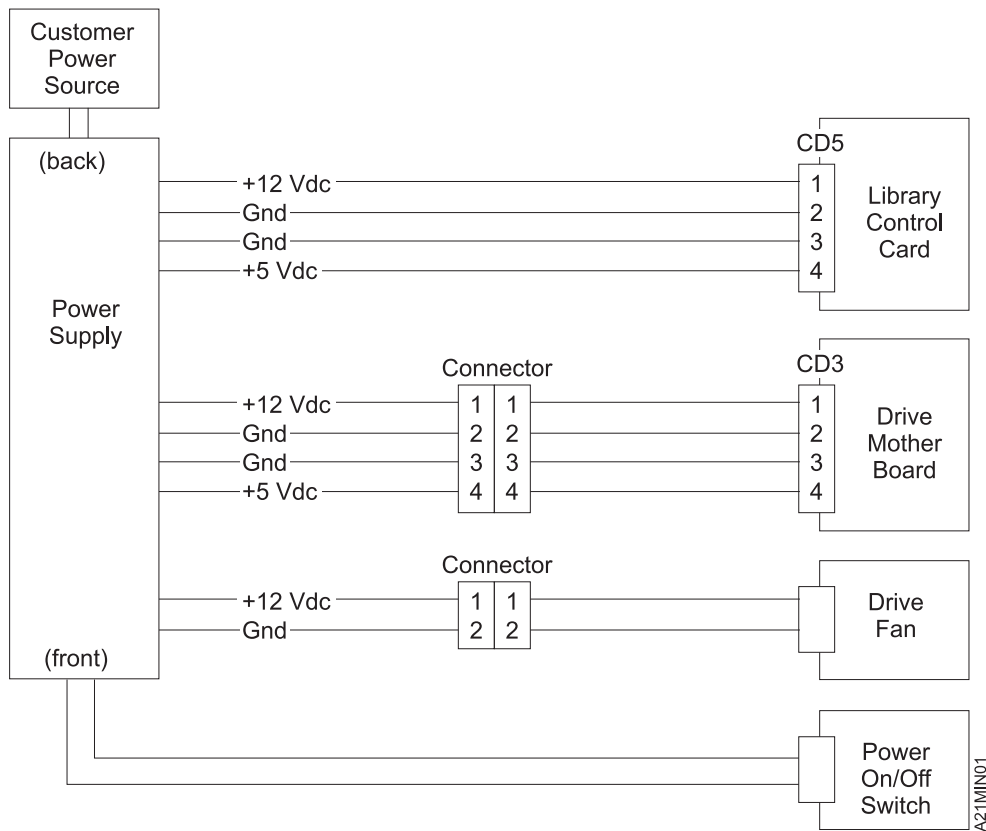 Customer
Power
Source
(back)
Power
Supply
(front)
+12 Vdc
Gnd
Gnd
+5 Vdc
CD5
1
2
3
4
Library
Control
Card
+12 Vdc
Gnd
Gnd
+5 Vdc
Connector
1 1
2 2
3 3
4 4
CD3
1
2
3
4
Drive
Mother
Board
+12 Vdc
Gnd
Connector
1 1
2 2
Drive
Fan
Power
On/Off
Switch
A21MIN01